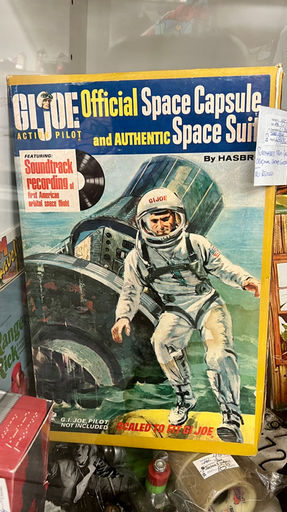 G.I. JOE
ACTION PILOT
Official Space Capsule
and AUTHENTIC Space Suit
By HASBR
FEATURING:
Soundtrack
recording of
first American
orbital space flight
G.I. JOE
G.I. JOE PILOT
NOT INCLUDED
SCALED TO FIT G.I. JOE